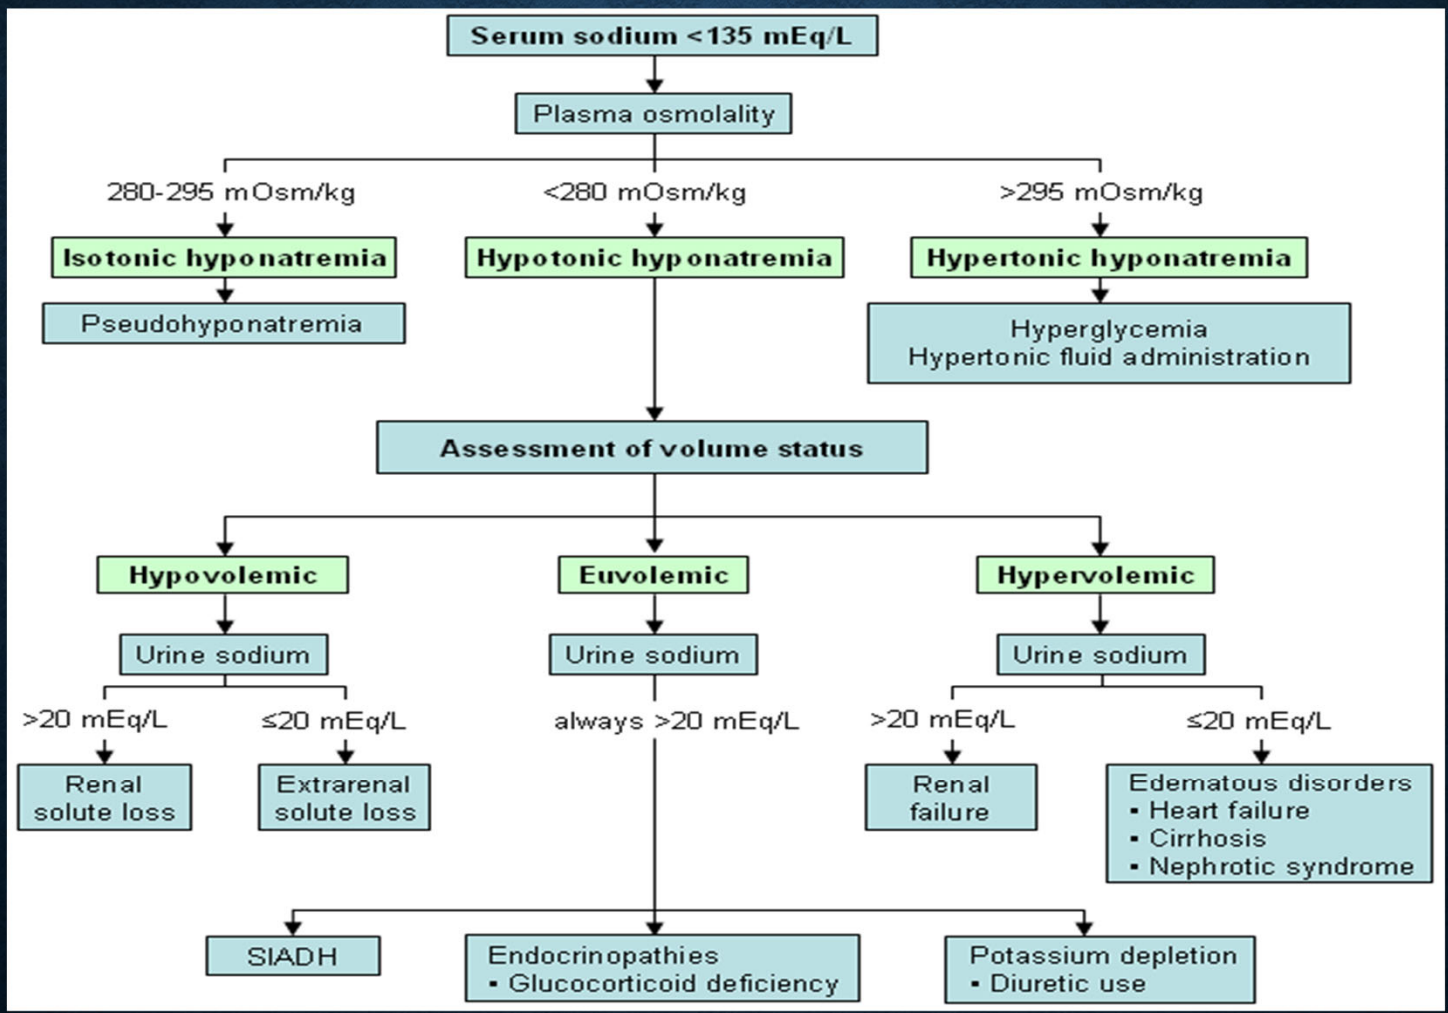 Serum sodium <135 mEq/L
Plasma osmolality
280-295 mOsm/kg
<280 mOsm/kg
>295 mOsm/kg
Isotonic hyponatremia
Hypotonic hyponatremia
Hypertonic hyponatremia
Pseudohyponatremia
Hyperglycemia
Hypertonic fluid administration
Assessment of volume status
Hypovolemic
Euvolemic
Hypervolemic
Urine sodium
Urine sodium
Urine sodium
>20 mEq/L
≤20 mEq/L
always >20 mEq/L
>20 mEq/L
≤20 mEq/L
Renal
solute loss
Extrarenal
solute loss
Renal
failure
Edematous disorders
▪ Heart failure
▪ Cirrhosis
▪ Nephrotic syndrome
SIADH
Endocrinopathies
▪ Glucocorticoid deficiency
Potassium depletion
▪ Diuretic use